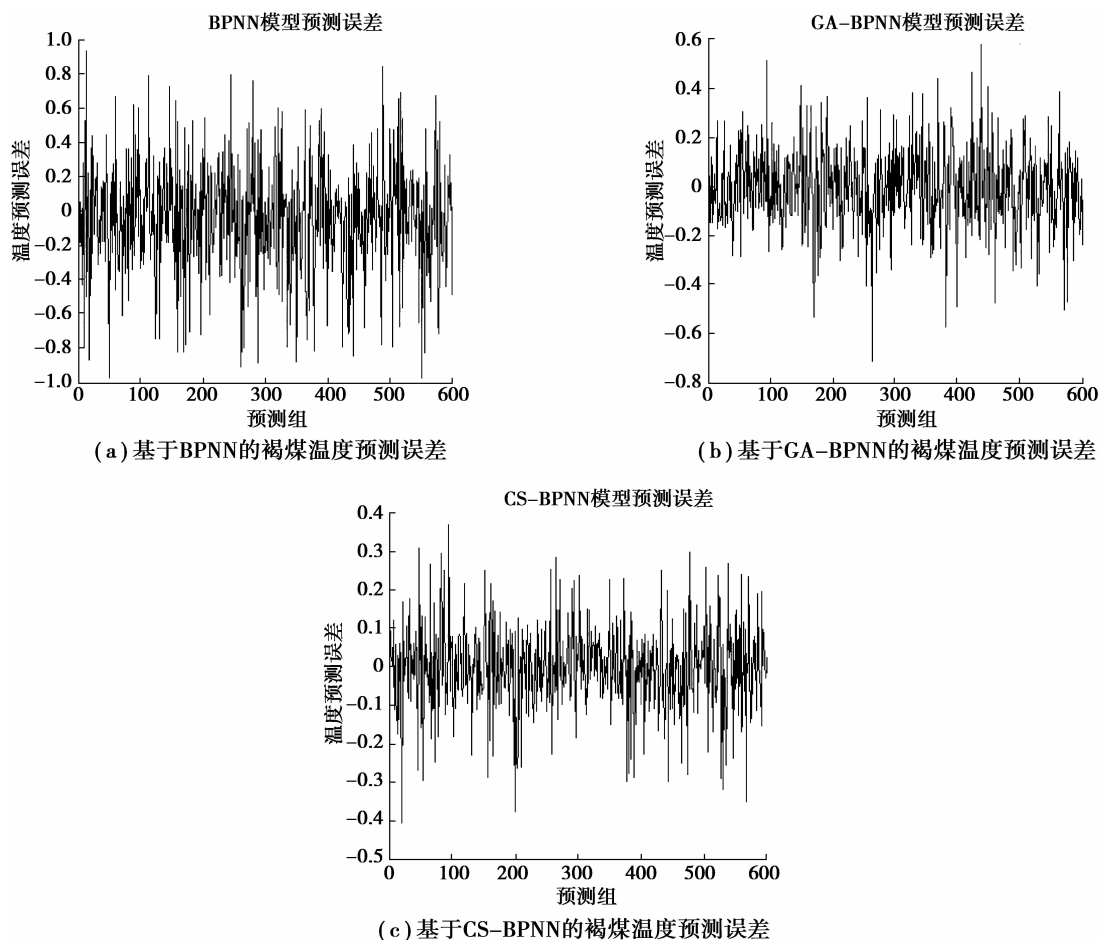 BPNN模型预测误差
1.0
0.8
0.6
0.4
0.2
0
−0.2
−0.4
−0.6
−0.8
−1.0
温度预测误差
0 100 200 300 400 500 600
预测组
(a)基于BPNN的褐煤温度预测误差
GA−BPNN模型预测误差
0.6
0.4
0.2
0
−0.2
−0.4
−0.6
−0.8
温度预测误差
0 100 200 300 400 500 600
预测组
(b)基于GA−BPNN的褐煤温度预测误差
CS−BPNN模型预测误差
0.4
0.3
0.2
0.1
0
−0.1
−0.2
−0.3
−0.4
−0.5
温度预测误差
0 100 200 300 400 500 600
预测组
(c)基于CS−BPNN的褐煤温度预测误差